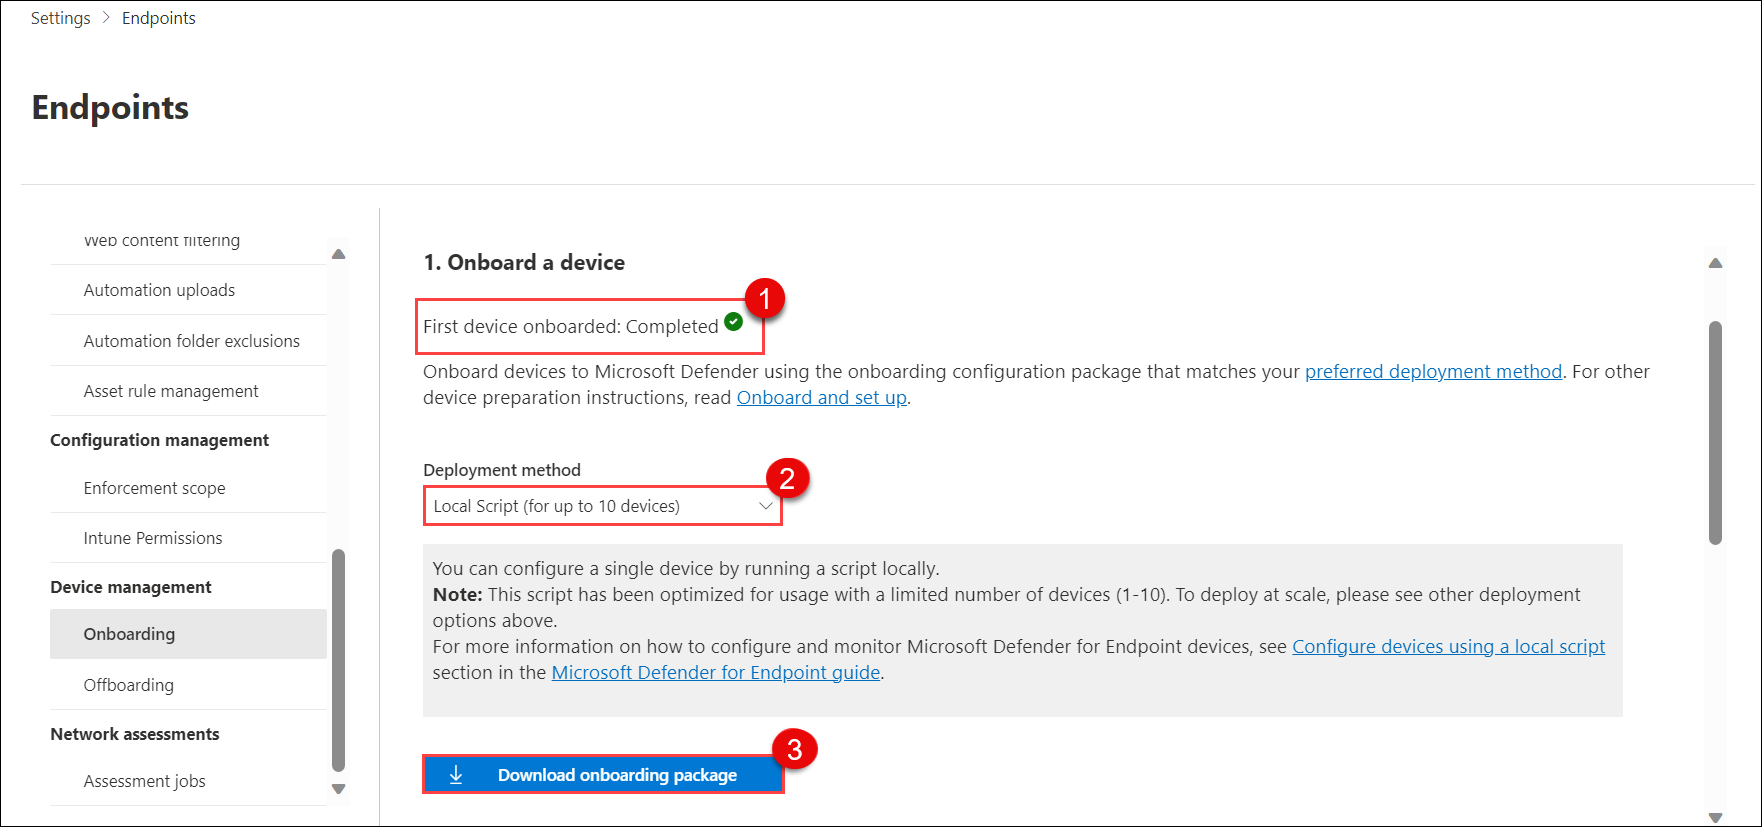 Settings > Endpoints
Endpoints
Web content filtering
Automation uploads
Automation folder exclusions
Asset rule management
Configuration management
Enforcement scope
Intune Permissions
Device management
Onboarding
Offboarding
Network assessments
Assessment jobs
1. Onboard a device
1
First device onboarded: Completed
Onboard devices to Microsoft Defender using the onboarding configuration package that matches your preferred deployment method. For other
device preparation instructions, read Onboard and set up.
Deployment method
2
Local Script (for up to 10 devices)
You can configure a single device by running a script locally.
Note: This script has been optimized for usage with a limited number of devices (1-10). To deploy at scale, please see other deployment
options above.
For more information on how to configure and monitor Microsoft Defender for Endpoint devices, see Configure devices using a local script
section in the Microsoft Defender for Endpoint guide.
3
Download onboarding package